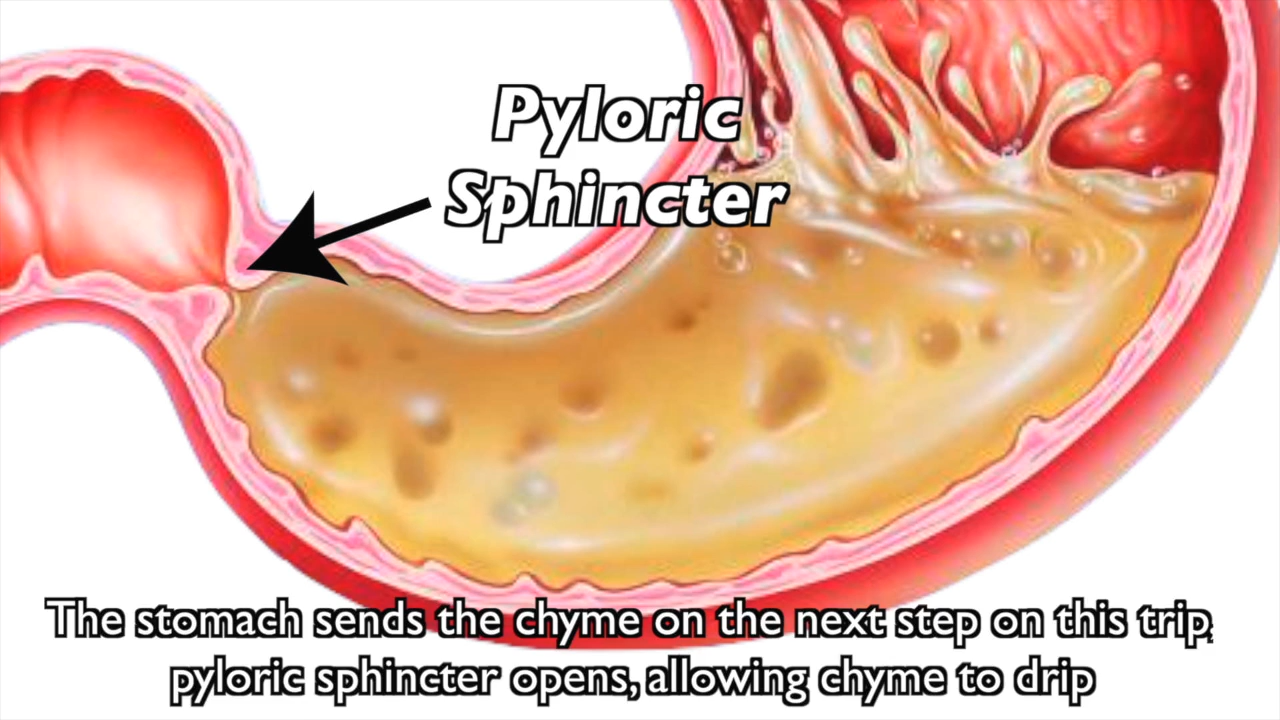 Pyloric
Sphincter
The stomach sends the chyme on the next step on this trip,
pyloric sphincter opens, allowing chyme to drip